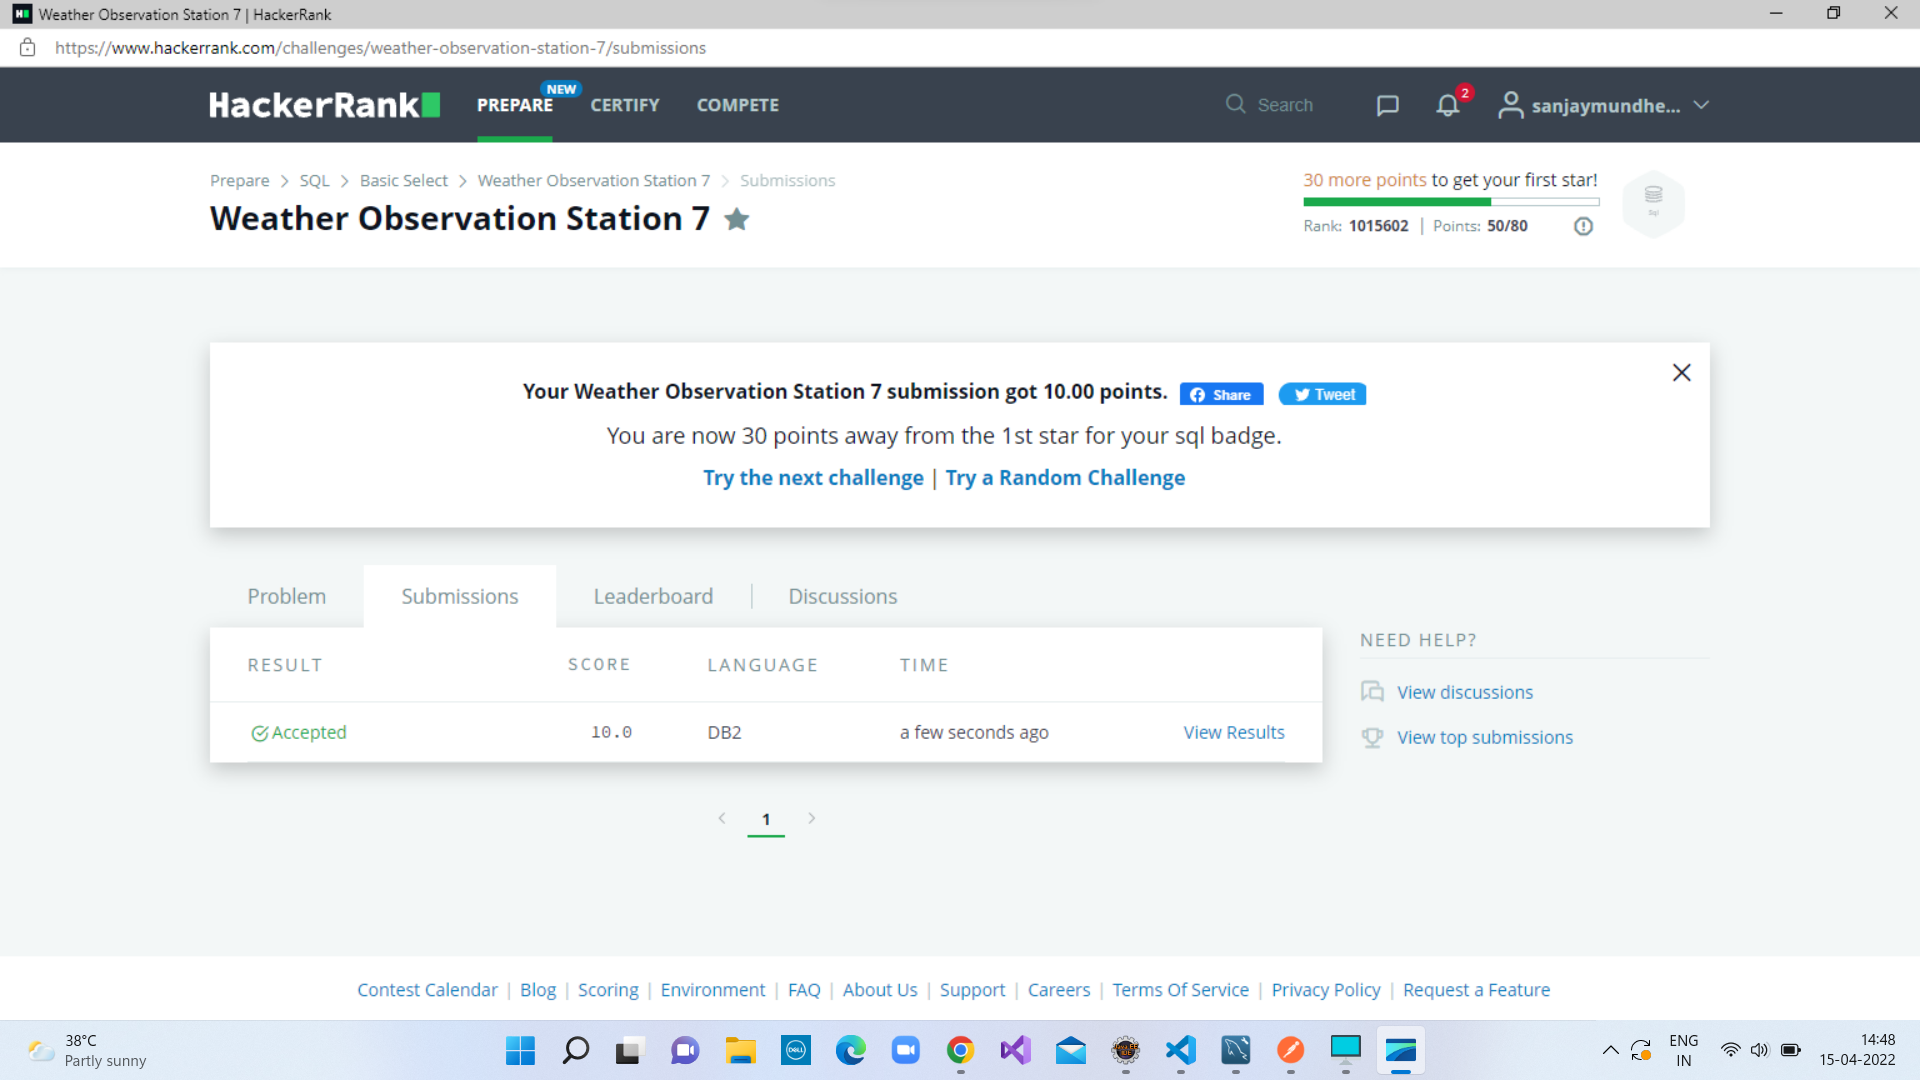 Weather Observation Station 7 | HackerRank
https://www.hackerrank.com/challenges/weather-observation-station-7/submissions
HackerRank
PREPARE
NEW
CERTIFY
COMPETE
Search
2
sanjaymundhe...
Prepare > SQL > Basic Select > Weather Observation Station 7 > Submissions
Weather Observation Station 7
30 more points to get your first star!
Rank: 1015602 | Points: 50/80
Sql
Your Weather Observation Station 7 submission got 10.00 points.
Share
Tweet
You are now 30 points away from the 1st star for your sql badge.
Try the next challenge | Try a Random Challenge
Problem
Submissions
Leaderboard
Discussions
RESULT SCORE LANGUAGE TIME
Accepted 10.0 DB2 a few seconds ago View Results
NEED HELP?
View discussions
View top submissions
1
Contest Calendar | Blog | Scoring | Environment | FAQ | About Us | Support | Careers | Terms Of Service | Privacy Policy | Request a Feature
38°C
Partly sunny
DELL
ENG
IN
14:48
15-04-2022